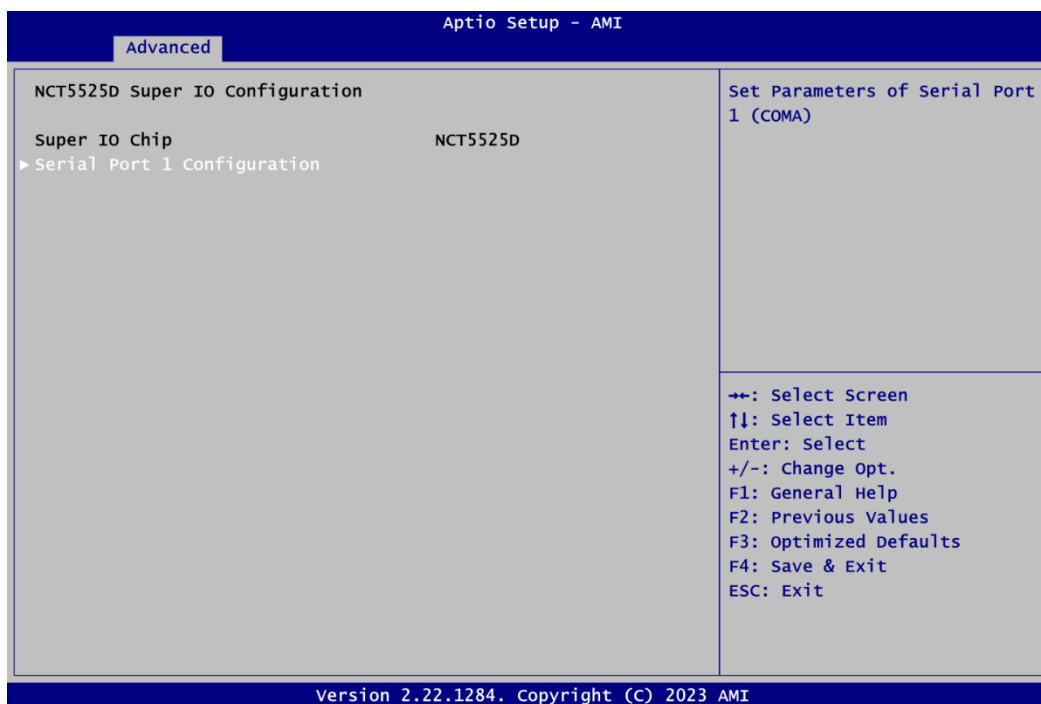 Aptio Setup - AMI
Advanced
NCT5525D Super IO Configuration
Super IO Chip NCT5525D
►Serial Port 1 Configuration
Set Parameters of Serial Port
1 (COMA)
→←: Select Screen
↑↓: Select Item
Enter: Select
+/-: Change Opt.
F1: General Help
F2: Previous Values
F3: Optimized Defaults
F4: Save & Exit
ESC: Exit
Version 2.22.1284. Copyright (C) 2023 AMI